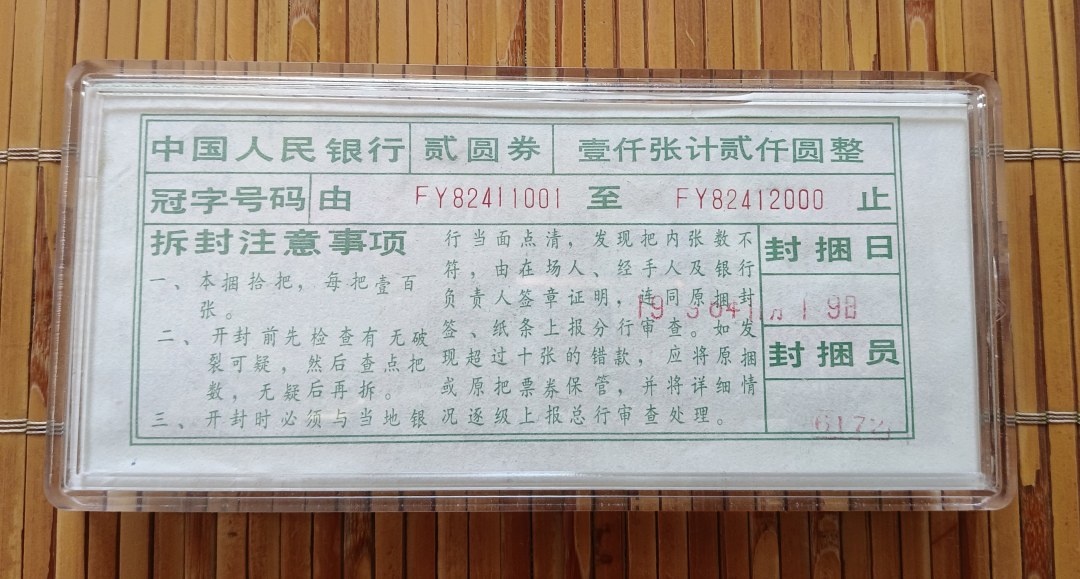 中国人民银行 贰圆券 壹仟张计贰仟圆整
冠字号码 由 FY82411001 至 FY82412000 止
拆封注意事项
一、本捆拾把，每把壹百
张。
二、开封前先检查有无破
裂可疑，然后查点把
数，无疑后再拆。
三、开封时必须与当地银
行当面点清，发现把内张数不
符，由在场人、经手人及银行
负责人签章证明，连同原捆封
签、纸条上报分行审查。如发
现超过十张的错款，应将原捆
或原把票券保管，并将详细情
况逐级上报总行审查处理。
封捆日
封捆员